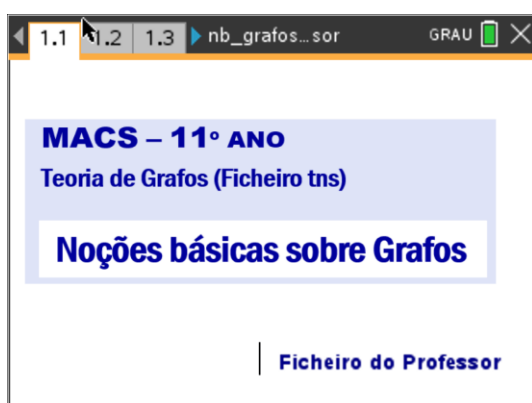 1.1 1.2 1.3 nb_grafos...sor GRAU
MACS – 11º ANO
Teoria de Grafos (Ficheiro tns)
Noções básicas sobre Grafos
Ficheiro do Professor